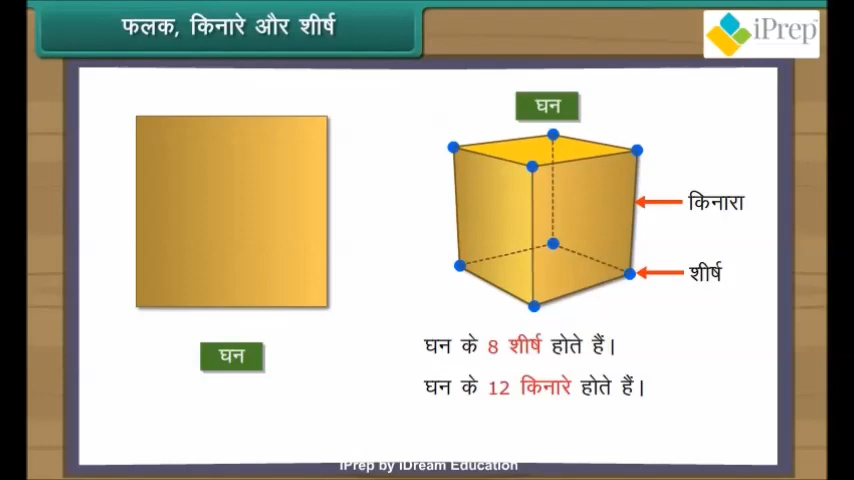 फलक, किनारे और शीर्ष
iPrep
घन
किनारा
शीर्ष
घन
घन के 8 शीर्ष होते हैं|
घन के 12 किनारे होते हैं|
iPrep by iDream Education